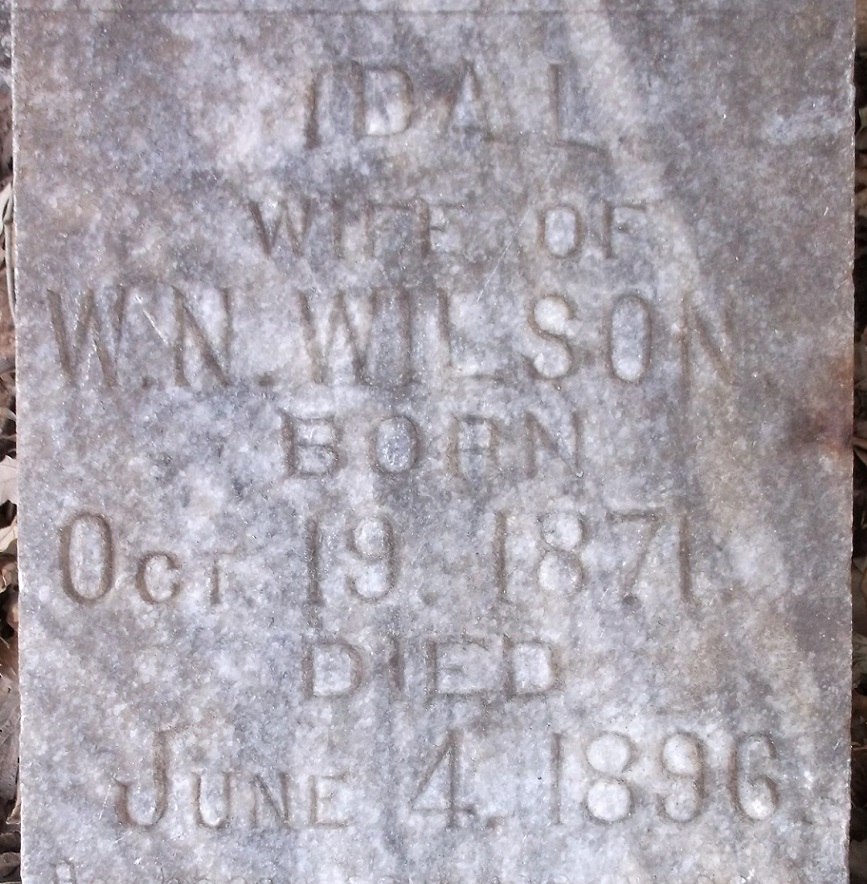 IDA L
WIFE OF
W.N. WILSON
BORN
OCT 19. 1871.
DIED
JUNE 4. 1896.